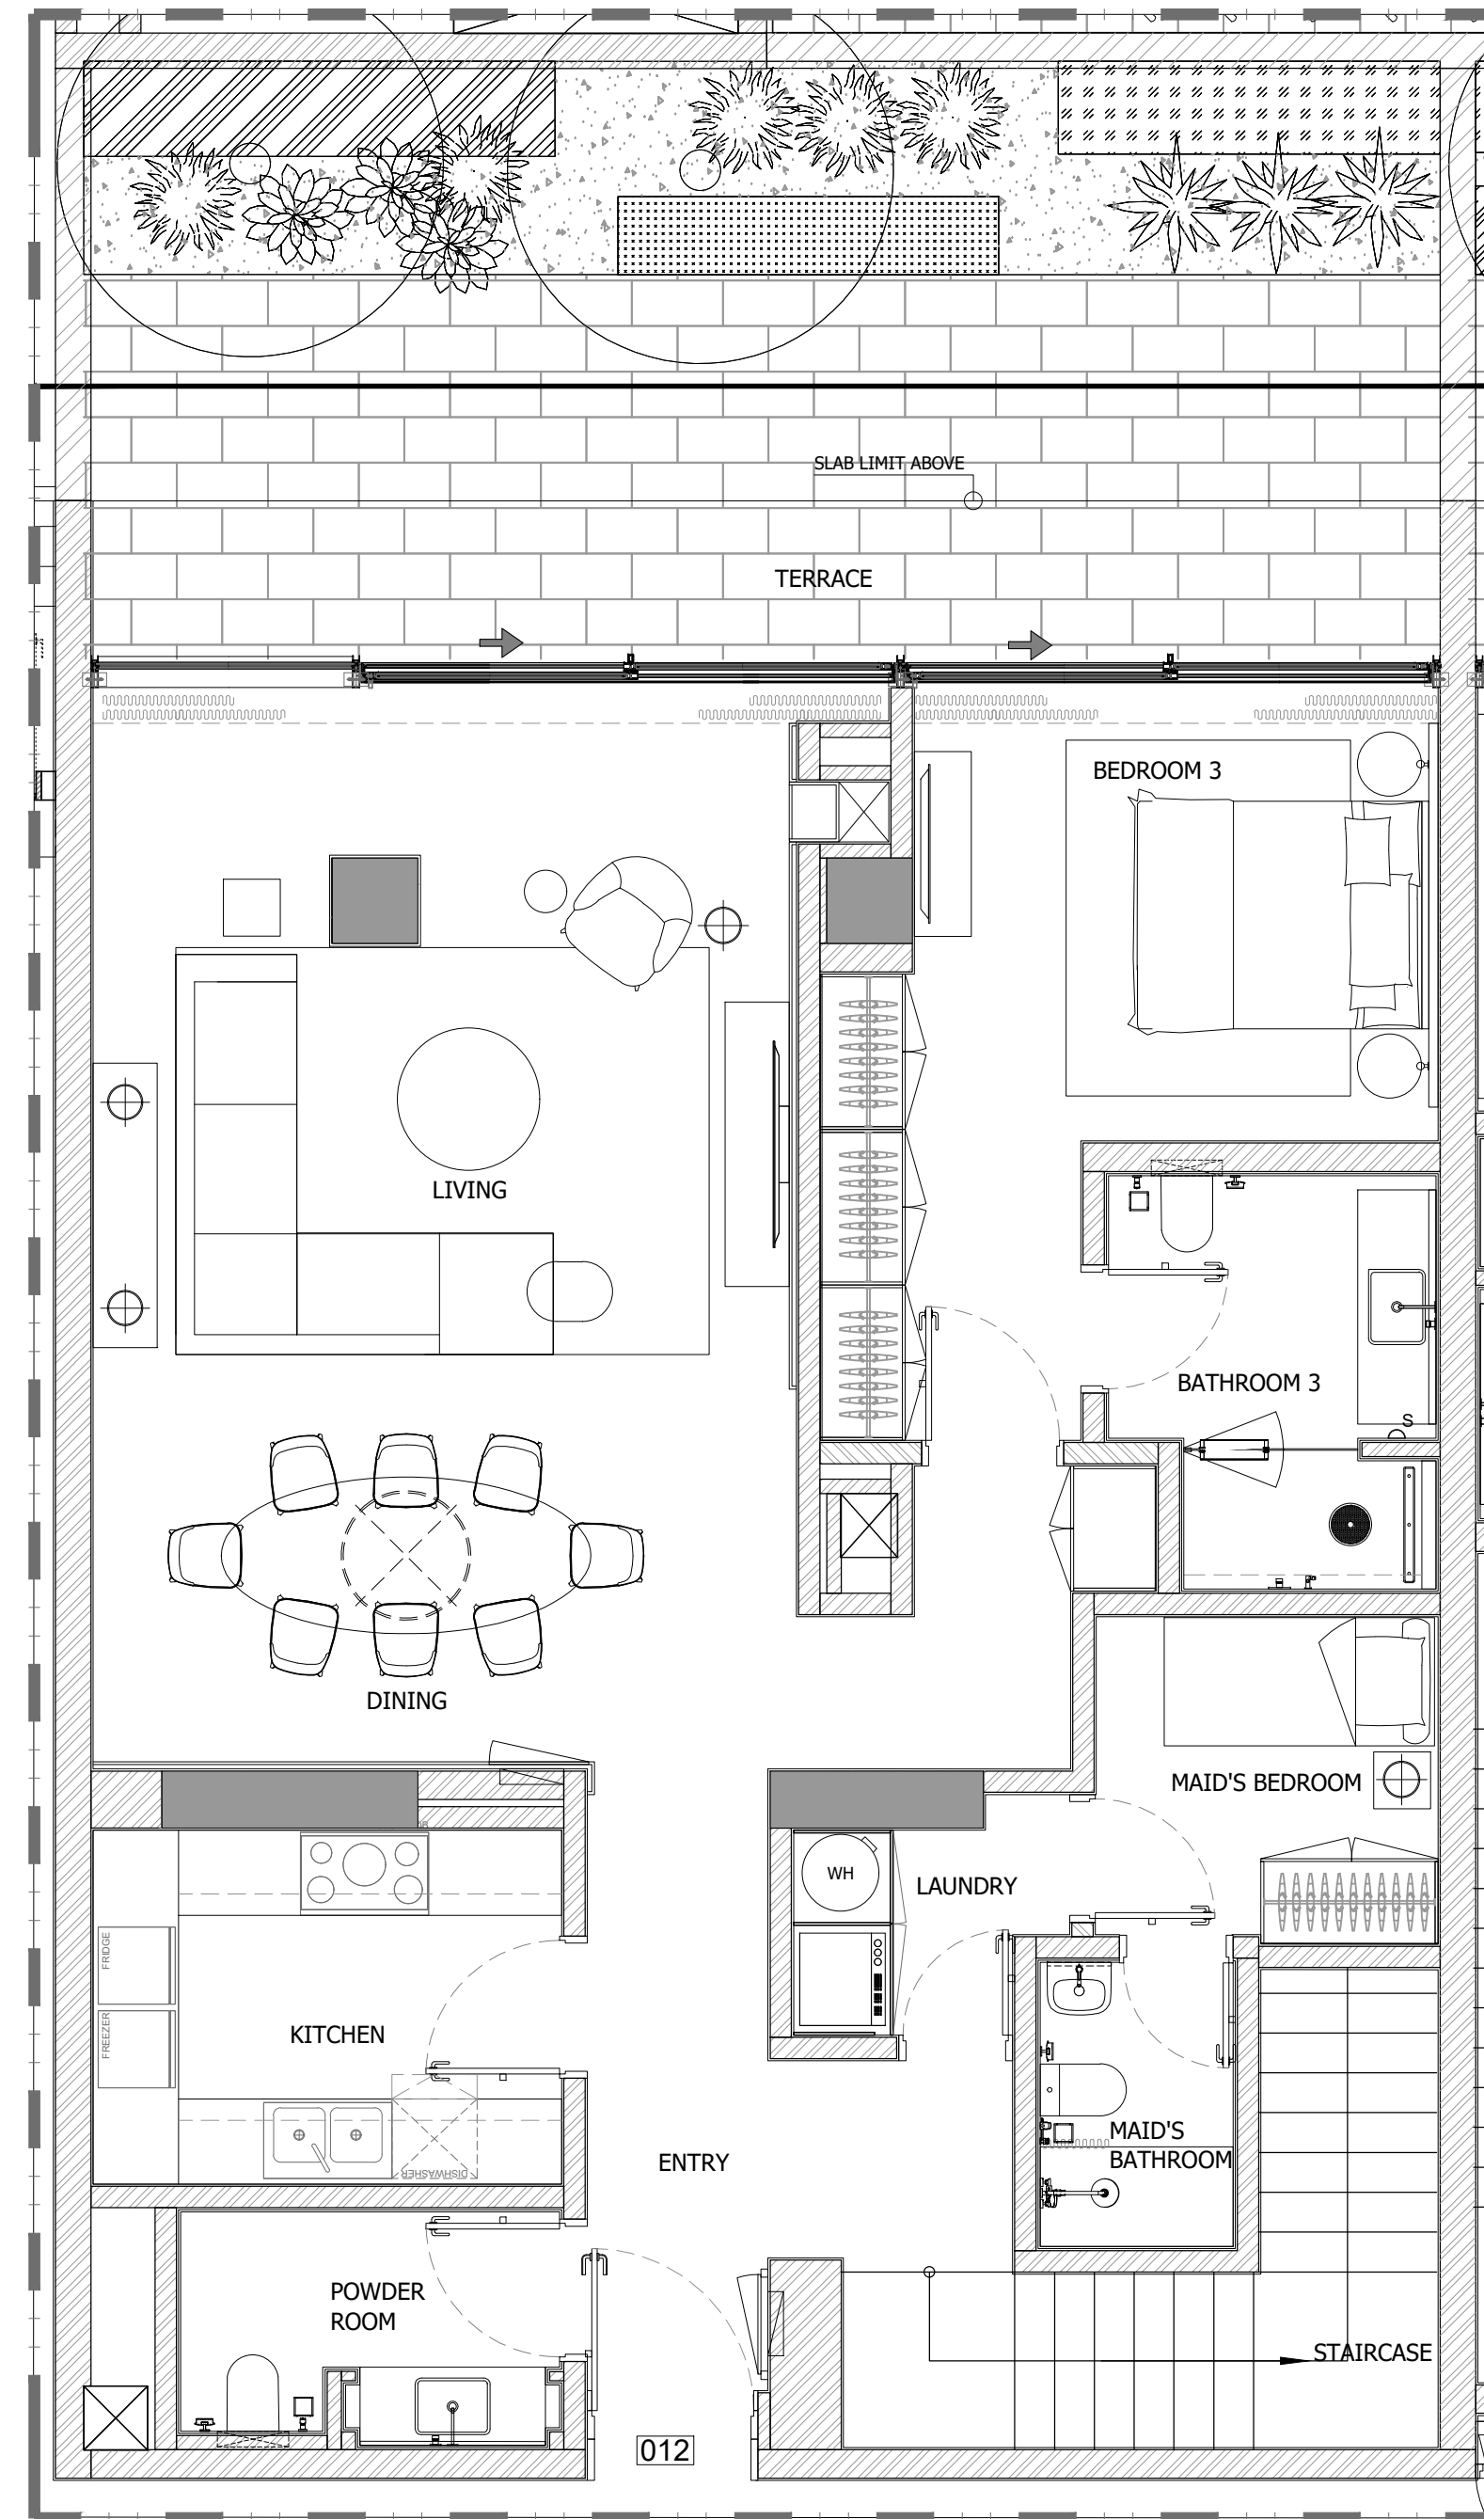 SLAB LIMIT ABOVE
TERRACE
BEDROOM 3
LIVING
BATHROOM 3
S
DINING
MAID'S BEDROOM
WH
LAUNDRY
FRIDGE
FREEZER
KITCHEN
DISHWASHER
MAID'S
BATHROOM
ENTRY
POWDER
ROOM
STAIRCASE
012